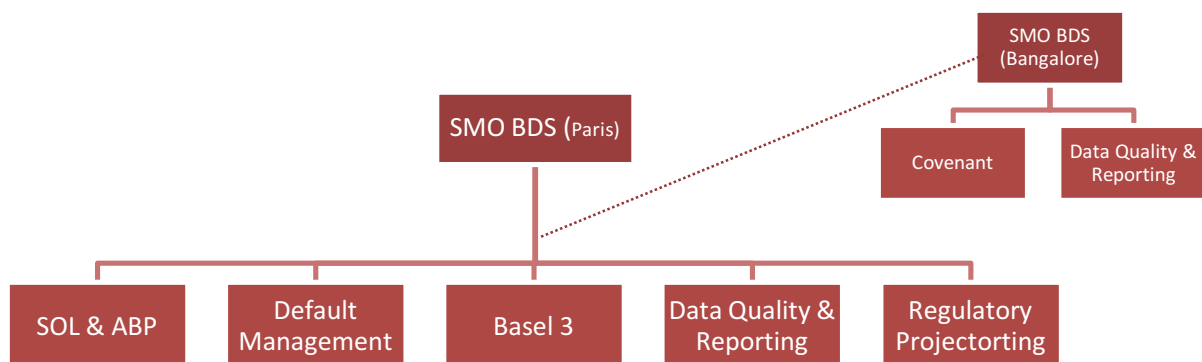 SMO BDS
(Bangalore)
SMO BDS (Paris)
Covenant
Data Quality &
Reporting
SOL & ABP
Default
Management
Basel 3
Data Quality &
Reporting
Regulatory
Projectorting